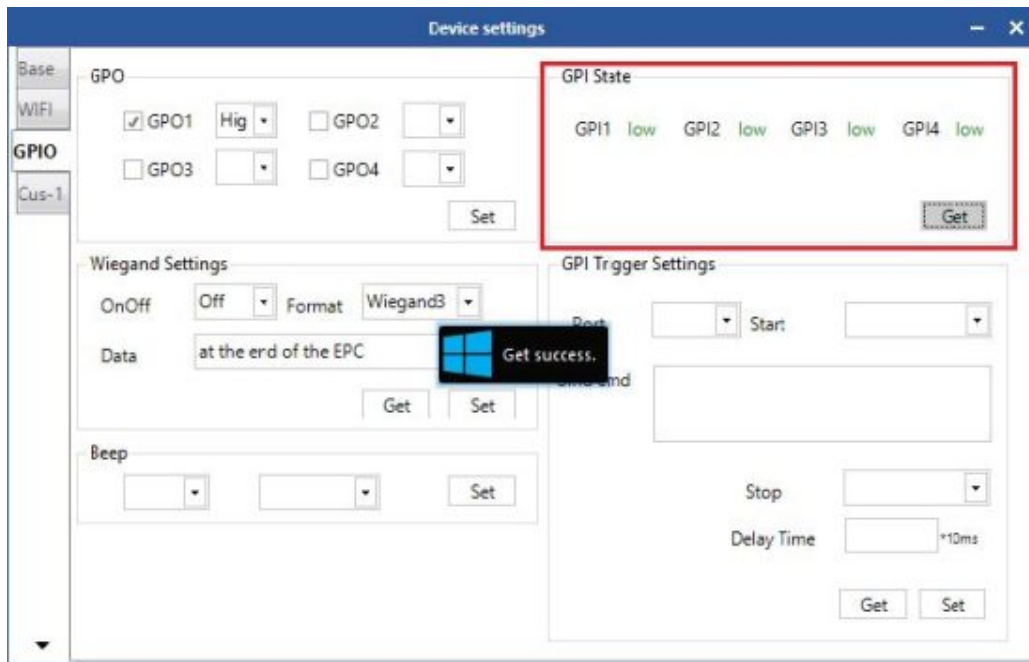 Device settings
Base
WIFI
GPIO
Cus-1
GPO
GPO1 Hig GPO2
GPO3 GPO4
Set
GPI State
GPI1 low GPI2 low GPI3 low GPI4 low
Get
Wiegand Settings
OnOff Off Format Wiegand3
Data at the end of the EPC
Get Set
Get success.
Beep
Set
GPI Trigger Settings
Port Start
Stop
Delay Time *10ms
Get Set